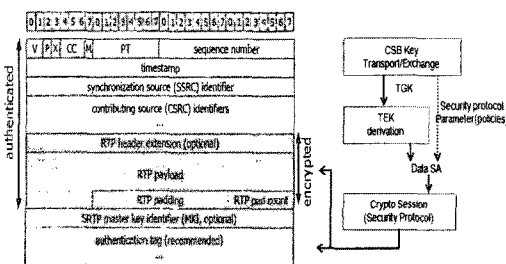 0 1 2 3 4 5 6 7 0 1 2 3 4 5 6 7 0 1 2 3 4 5 6 7 0 1 2 3 4 5 6 7
V P X CC M PT sequence number
timestamp
synchronization source (SSRC) identifier
contributing source (CSRC) identifiers
...
RTP header extension (optional)
RTP payload
RTP padding RTP pad count
SRTP master key identifier (MKI, optional)
authentication tag (recommended)
...
authenticated
encrypted
CSB Key
Transport/Exchange
TGK
Security protocol
Parameter(policies)
TEK
derivation
Data SA
Crypto Session
(Security Protocol)